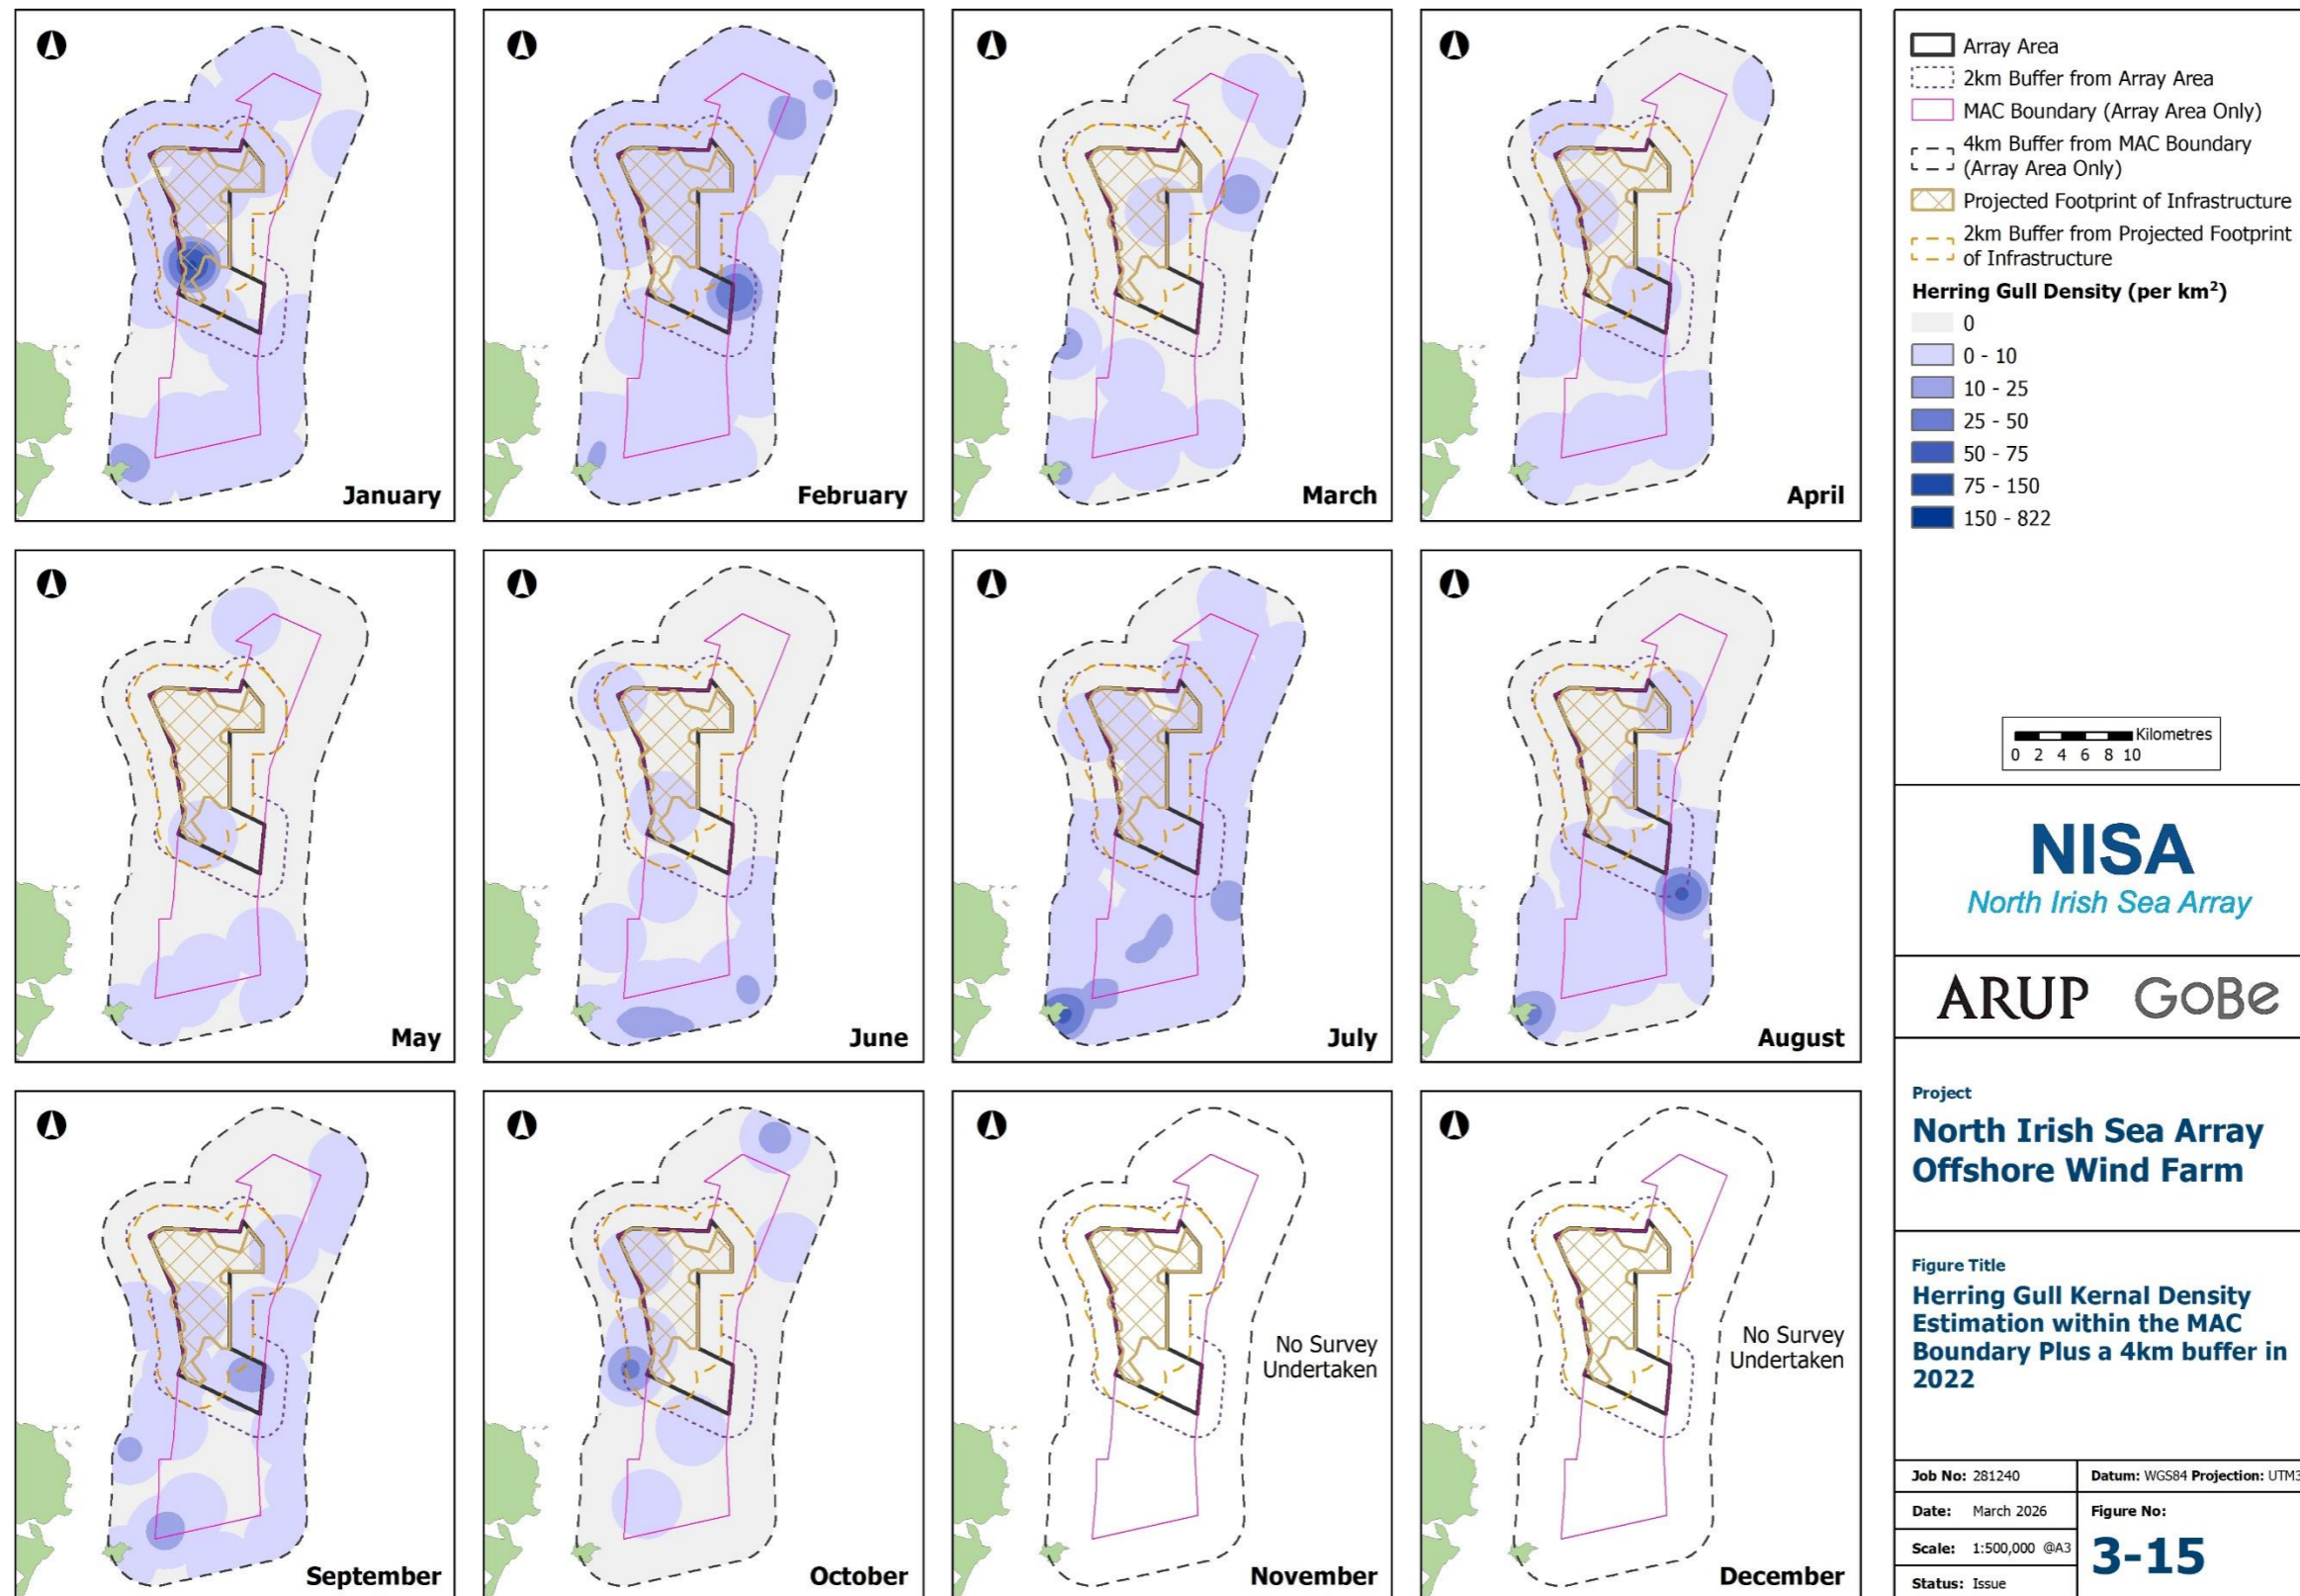 January
February
March
April
May
June
July
August
September
October
No Survey
Undertaken
November
No Survey
Undertaken
December
Array Area
2km Buffer from Array Area
MAC Boundary (Array Area Only)
4km Buffer from MAC Boundary
(Array Area Only)
Projected Footprint of Infrastructure
2km Buffer from Projected Footprint
of Infrastructure
Herring Gull Density (per km²)
0
0 - 10
10 - 25
25 - 50
50 - 75
75 - 150
150 - 822
Kilometres
0 2 4 6 8 10
NISA
North Irish Sea Array
ARUP GoBe
Project
North Irish Sea Array
Offshore Wind Farm
Figure Title
Herring Gull Kernal Density
Estimation within the MAC
Boundary Plus a 4km buffer in
2022
Job No: 281240
Datum: WGS84 Projection:
Date: March 2026
Figure No:
Scale: 1:500,000 @A3
3-15
Status: Issue